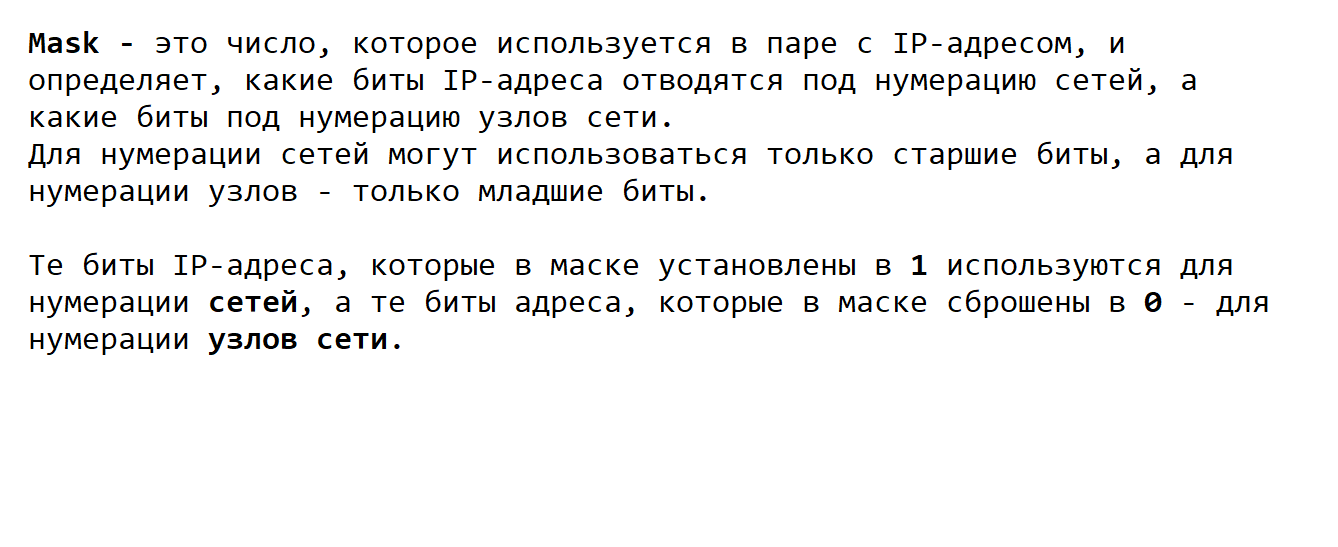 Mask - это число, которое используется в паре с IP-адресом, и
определяет, какие биты IP-адреса отводятся под нумерацию сетей, а
какие биты под нумерацию узлов сети.
Для нумерации сетей могут использоваться только старшие биты, а для
нумерации узлов - только младшие биты.
Те биты IP-адреса, которые в маске установлены в 1 используются для
нумерации сетей, а те биты адреса, которые в маске сброшены в 0 - для
нумерации узлов сети.